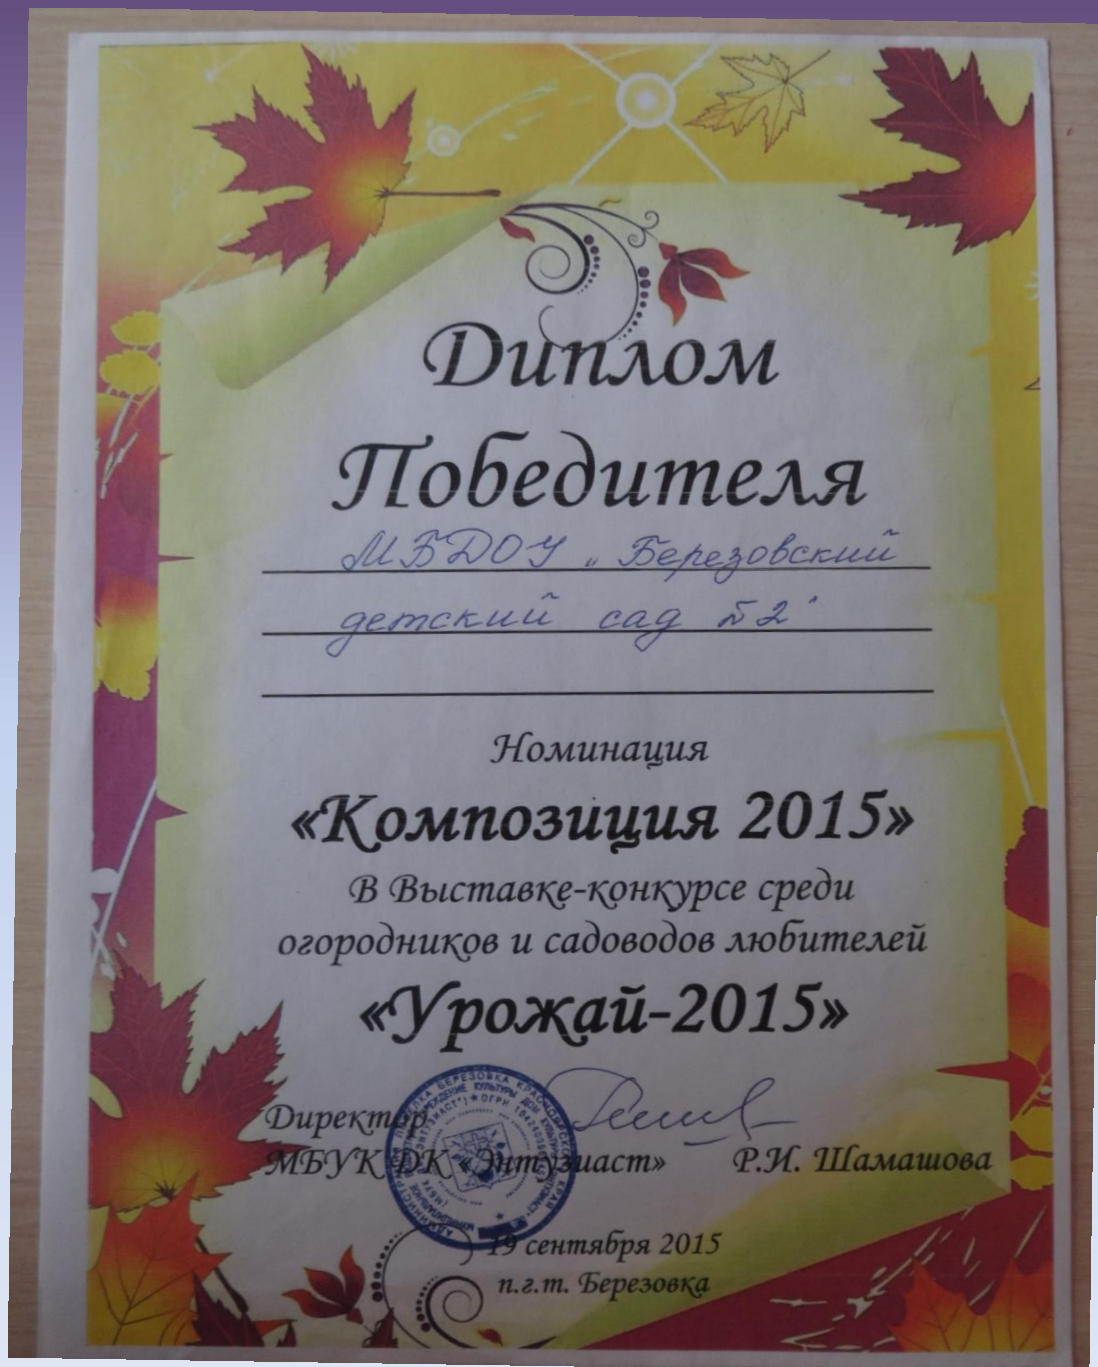 Диплом
Победителя
МБДОУ „Березовский
детский сад №2"
Номинация
«Композиция 2015»
В Выставке-конкурсе среди
огородников и садоводов любителей
«Урожай-2015»
Директор
МБУК ДК «Энтузиаст» Р.И. Шамашова
19 сентября 2015
п.г.т. Березовка